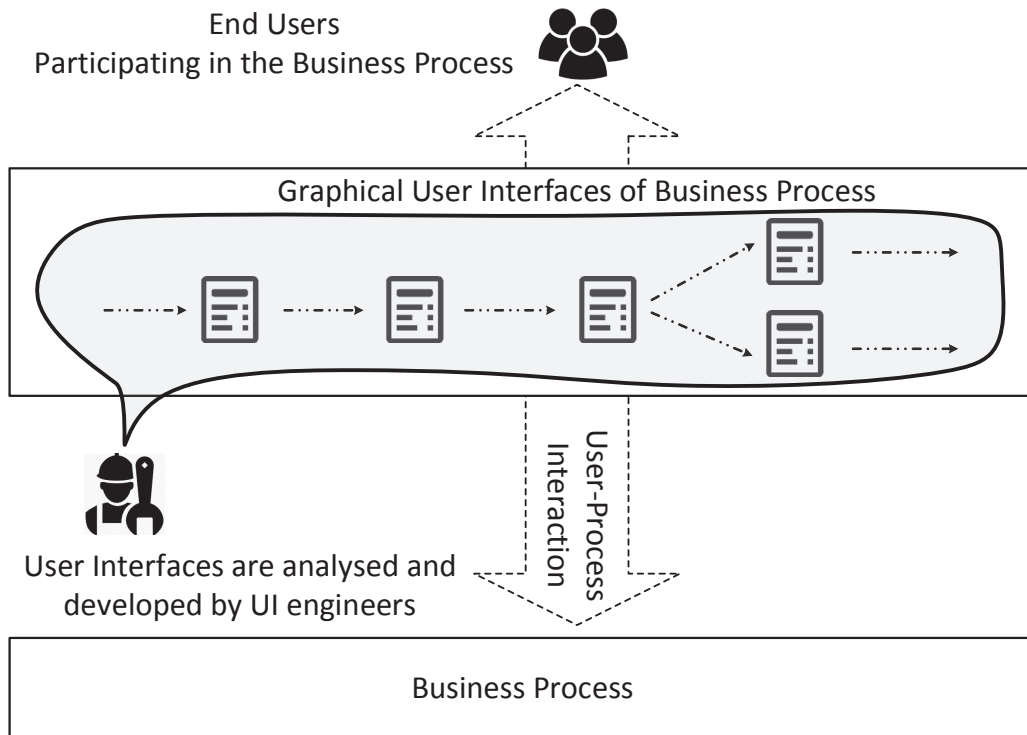 End Users
Participating in the Business Process
Graphical User Interfaces of Business Process
User-Process
Interaction
User Interfaces are analysed and
developed by UI engineers
Business Process